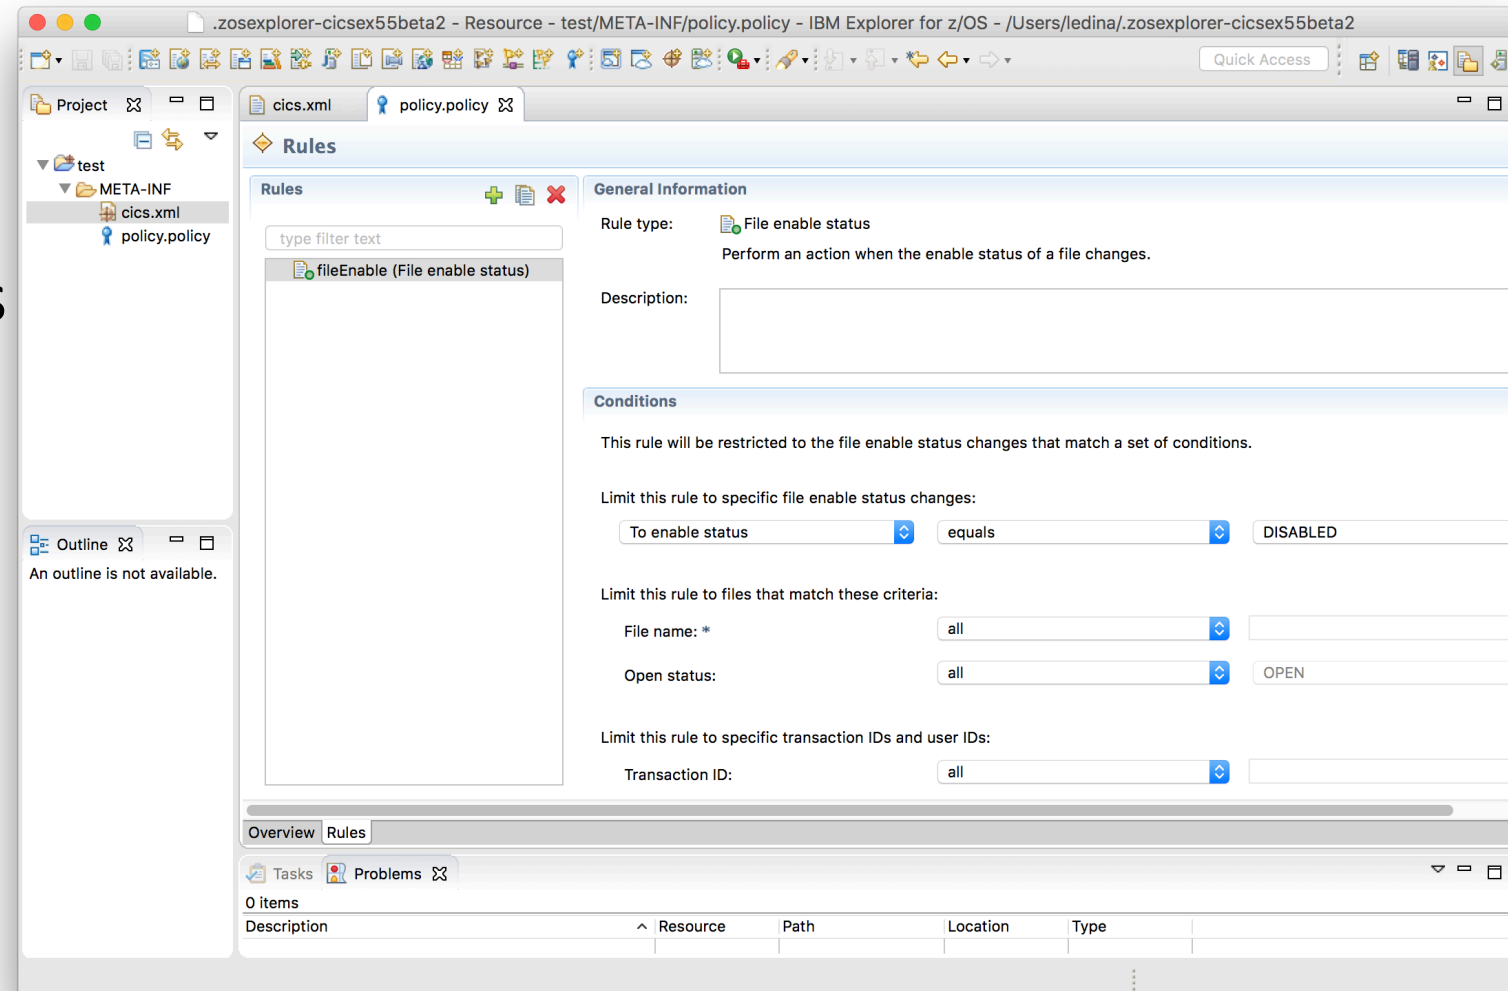 .zosexplorer-cicsex55beta2 - Resource - test/META-INF/policy.policy - IBM Explorer for z/OS - /Users/ledina/.zosexplorer-cicsex55beta2
Quick Access
Project
cics.xml
policy.policy
test
META-INF
cics.xml
policy.policy
s
Outline
An outline is not available.
Rules
Rules
type filter text
fileEnable (File enable status)
General Information
Rule type:
File enable status
Perform an action when the enable status of a file changes.
Description:
Conditions
This rule will be restricted to the file enable status changes that match a set of conditions.
Limit this rule to specific file enable status changes:
To enable status
equals
DISABLED
Limit this rule to files that match these criteria:
File name: *
all
Open status:
all
OPEN
Limit this rule to specific transaction IDs and user IDs:
Transaction ID:
all
Overview
Rules
Tasks
Problems
0 items
Description
Resource
Path
Location
Type